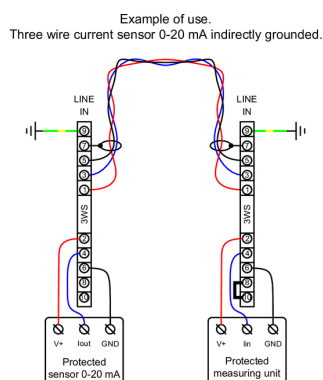 Example of use.
Three wire current sensor 0-20 mA indirectly grounded.
LINE
IN
9
7
5
3
1
3WS
2
4
6
8
10
V+ Iout GND
Protected
sensor 0-20 mA
LINE
IN
9
7
5
3
1
3WS
2
4
6
8
10
V+ Iin GND
Protected
measuring unit